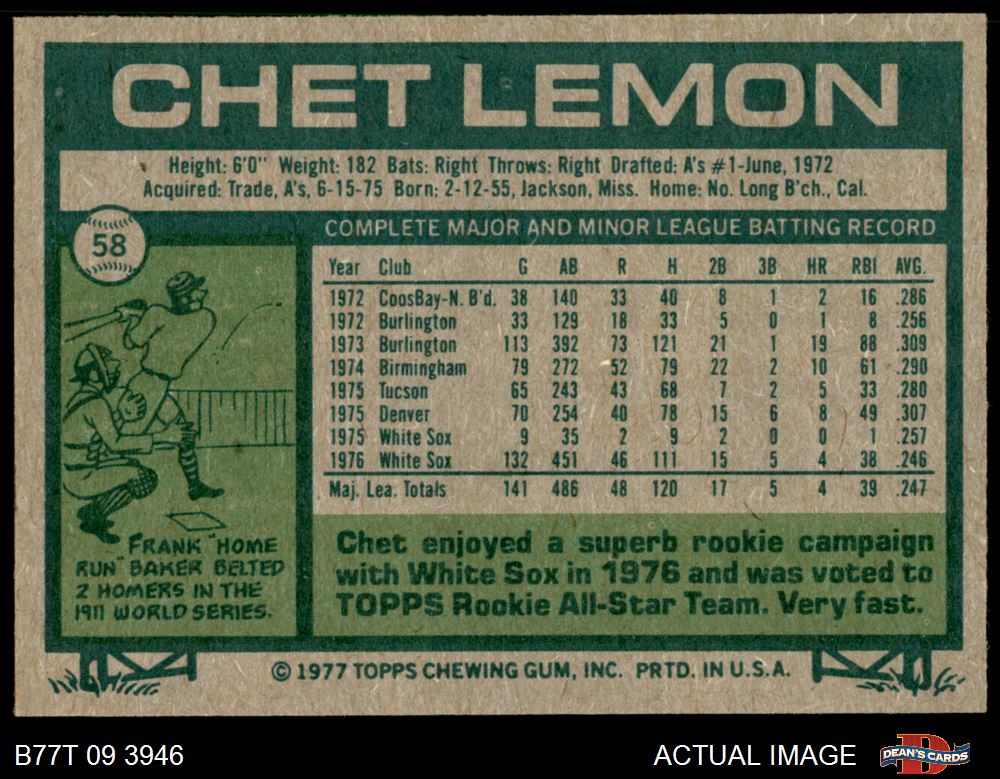 CHET LEMON
Height: 6'0" Weight: 182 Bats: Right Throws: Right Drafted: A's #1-June, 1972
Acquired: Trade, A's, 6-15-75 Born: 2-12-55, Jackson, Miss. Home: No. Long B'ch., Cal.
58
COMPLETE MAJOR AND MINOR LEAGUE BATTING RECORD
Year Club G AB R H 2B 3B HR RBI AVG.
1972 CoosBay-N. B'd. 38 140 33 40 8 1 2 16 .286
1972 Burlington 33 129 18 33 5 0 1 8 .256
1973 Burlington 113 392 73 121 21 1 19 88 .309
1974 Birmingham 79 272 52 79 22 2 10 61 .290
1975 Tucson 65 243 43 68 7 2 5 33 .280
1975 Denver 70 254 40 78 15 6 8 49 .307
1975 White Sox 9 35 2 9 2 0 0 1 .257
1976 White Sox 132 451 46 111 15 5 4 38 .246
Maj. Lea. Totals 141 486 48 120 17 5 4 39 .247
FRANK "HOME
RUN" BAKER BELTED
2 HOMERS IN THE
1911 WORLD SERIES.
Chet enjoyed a superb rookie campaign
with White Sox in 1976 and was voted to
TOPPS Rookie All-Star Team. Very fast.
© 1977 TOPPS CHEWING GUM, INC. PRTD. IN U.S.A.
B77T 09 3946
ACTUAL IMAGE
DEAN'S CARDS